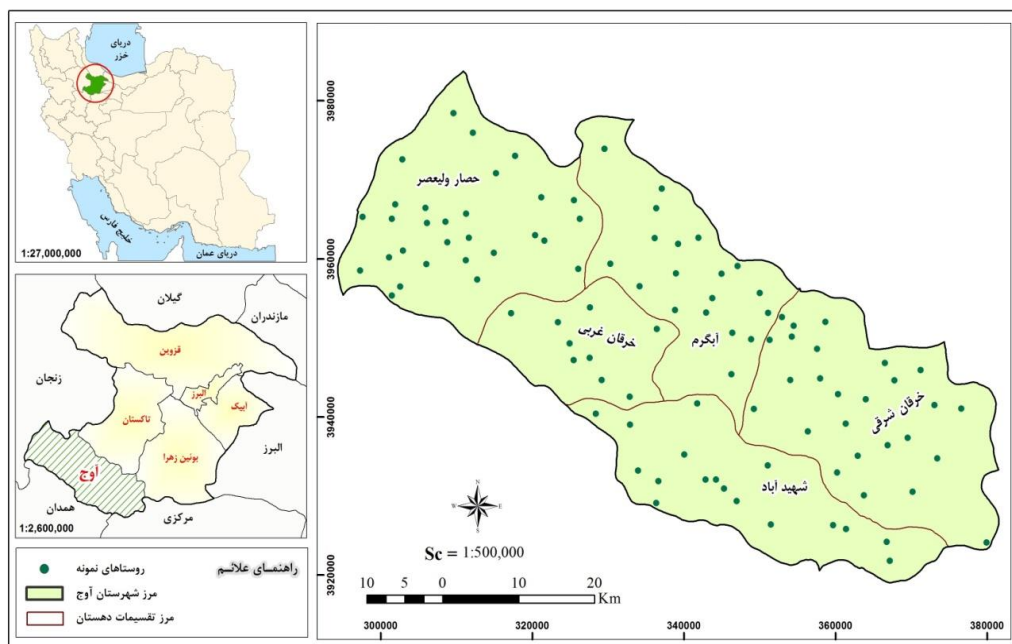 دریای
خزر
خلیج فارس
دریای عمان
1:27,000,000
گیلان
مازندران
زنجان
قزوین
البرز
آبیک
تاکستان
البرز
بوئین زهرا
آوج
همدان
مرکزی
1:2,600,000
راهنمای علائم
روستاهای نمونه
مرز شهرستان آوج
مرز تقسیمات دهستان
3980000
3960000
3940000
3920000
حصار ولیعصر
خرقان غربی
آبگرم
خرقان شرقی
شهید آباد
N
W E
S
Sc = 1:500,000
10 5 0 10 20
Km
300000 320000 340000 360000 380000